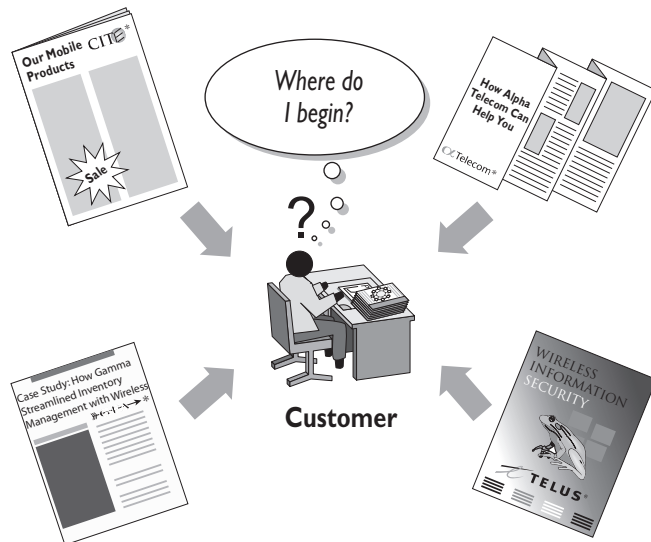 Our Mobile
Products
CITE*
Sale
Where do
I begin?
How Alpha
Telecom Can
Help You
αTelecom*
?
Case Study: How Gamma
Streamlined Inventory
Management with Wireless
*
Customer
WIRELESS
INFORMATION
SECURITY
TELUS*